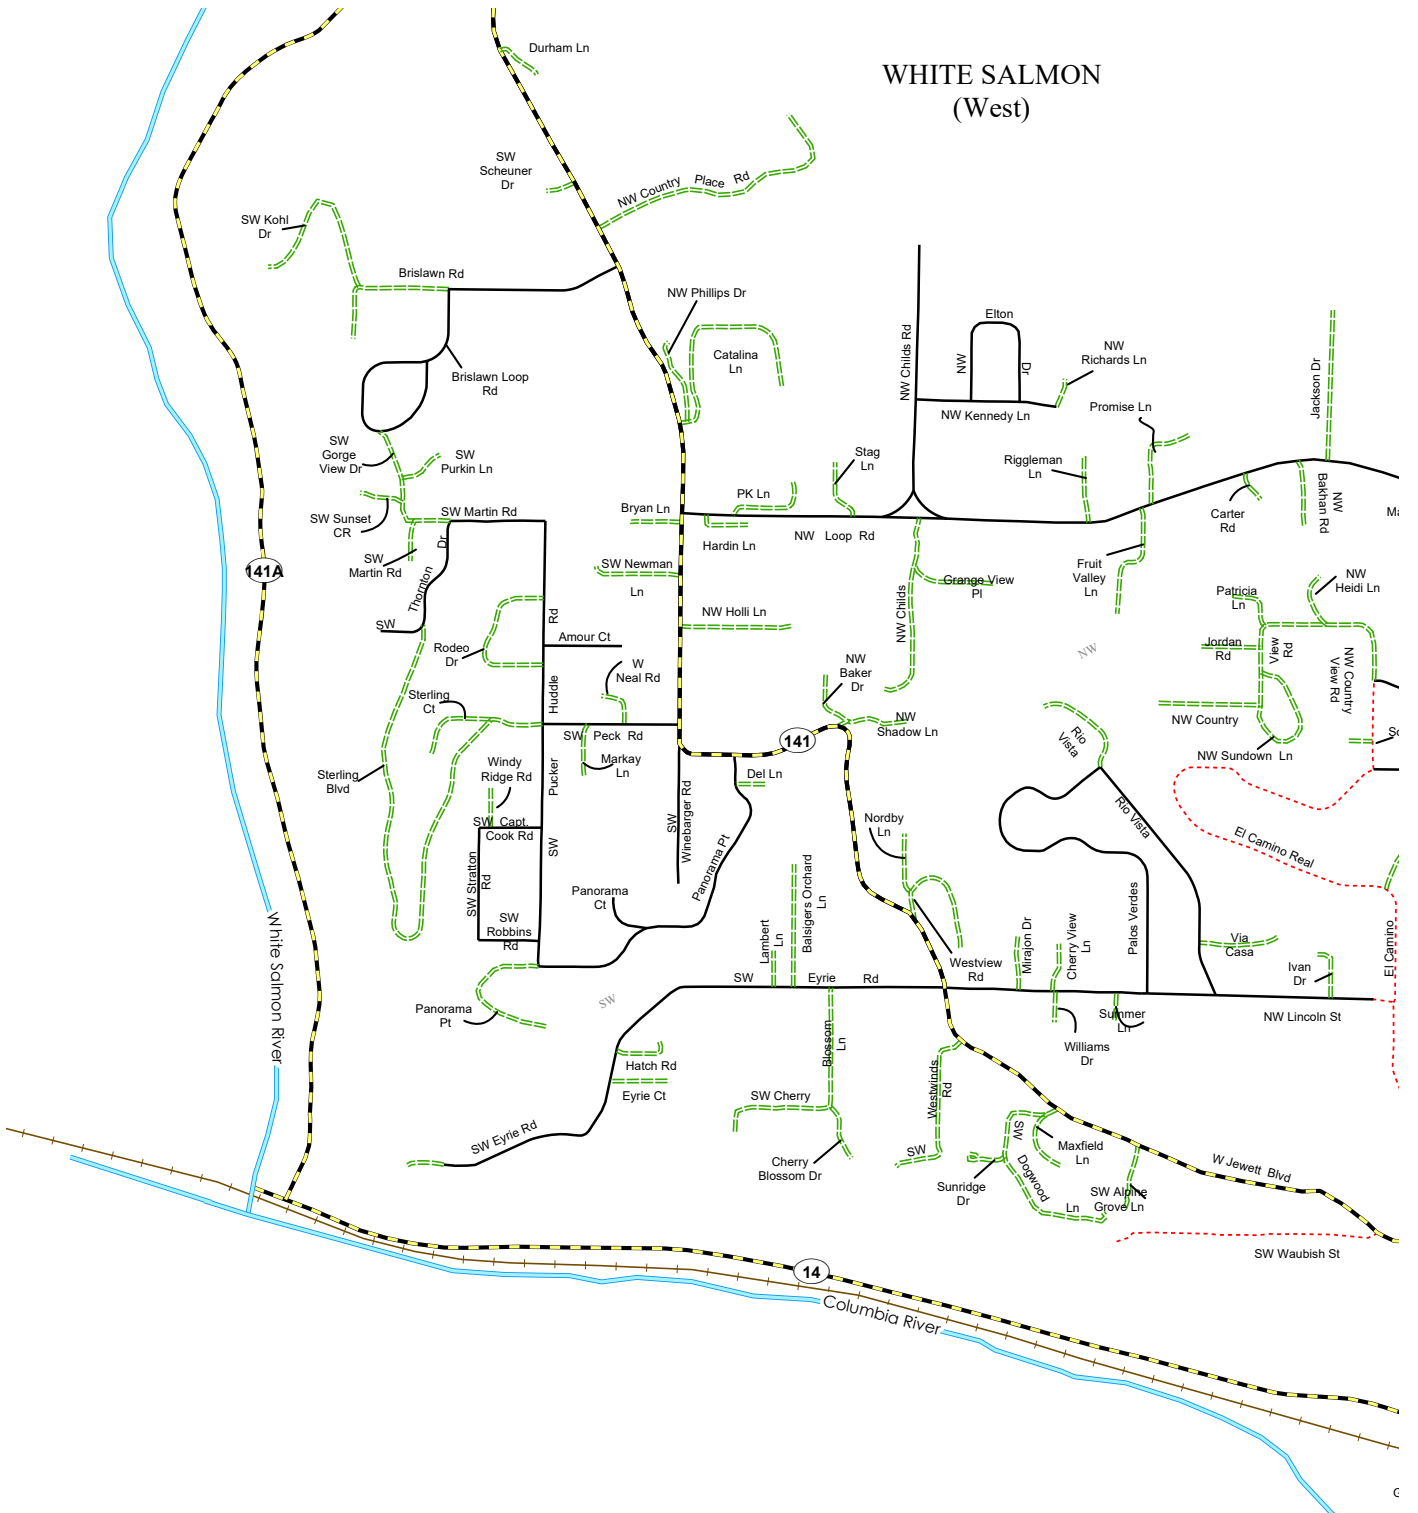 Durham Ln
WHITE SALMON
(West)
SW
Scheuner
Dr
NW Country Place Rd
SW Kohl
Dr
Brislawn Rd
NW Phillips Dr
Catalina
Ln
Brislawn Loop
Rd
NW Childs Rd
Elton
NW
Dr
NW
Richards Ln
NW Kennedy Ln
Promise Ln
Jackson Dr
SW
Gorge
View Dr
SW
Purkin Ln
Stag
Ln
Riggleman
Ln
PK Ln
Bryan Ln
SW Sunset
CR
SW Martin Rd
Hardin Ln
NW Loop Rd
Carter
Rd
NW
Bakhan Rd
Ma
141A
SW
Martin Rd
SW Newman
Ln
SW
Thornton
Dr
NW Childs
Grange View
Pl
Fruit
Valley
Ln
NW
Heidi Ln
Patricia
Ln
NW Holli Ln
Amour Ct
Rodeo
Dr
W
Neal Rd
NW
Jordan
Rd
View
Rd
NW Country
View Rd
NW
Baker
Dr
Sterling
Ct
SW
Pucker
Huddle
Rd
SW Peck Rd
NW
Shadow Ln
141
NW Country
NW Sundown Ln
Sc
Rio
Vista
Markay
Ln
Windy
Ridge Rd
Sterling
Blvd
Del Ln
SW
Winebarger Rd
Panorama Pt
SW Capt.
Cook Rd
Nordby
Ln
Rio Vista
El Camino Real
SW Straton
Rd
Panorama
Ct
SW
Robbins
Rd
Lambert
Ln
Balsigers Orchard
Ln
Westview
Rd
Mirajon Dr
Cherry View
Ln
Palos Verdes
Via
Casa
El Camino
Ivan
Dr
SW Eyrie Rd
White Salmon River
Panorama
Pt
SW
Summer
Ln
NW Lincoln St
Williams
Dr
Blossom
Ln
Hatch Rd
Eyrie Ct
SW Cherry
SW
Westwinds
Rd
SW Eyrie Rd
Cherry
Blossom Dr
SW
Dogwood
Ln
Maxfield
Ln
Sunridge
Dr
SW Alpine
Grove Ln
W Jewett Blvd
SW Waubish St
14
Columbia River
G